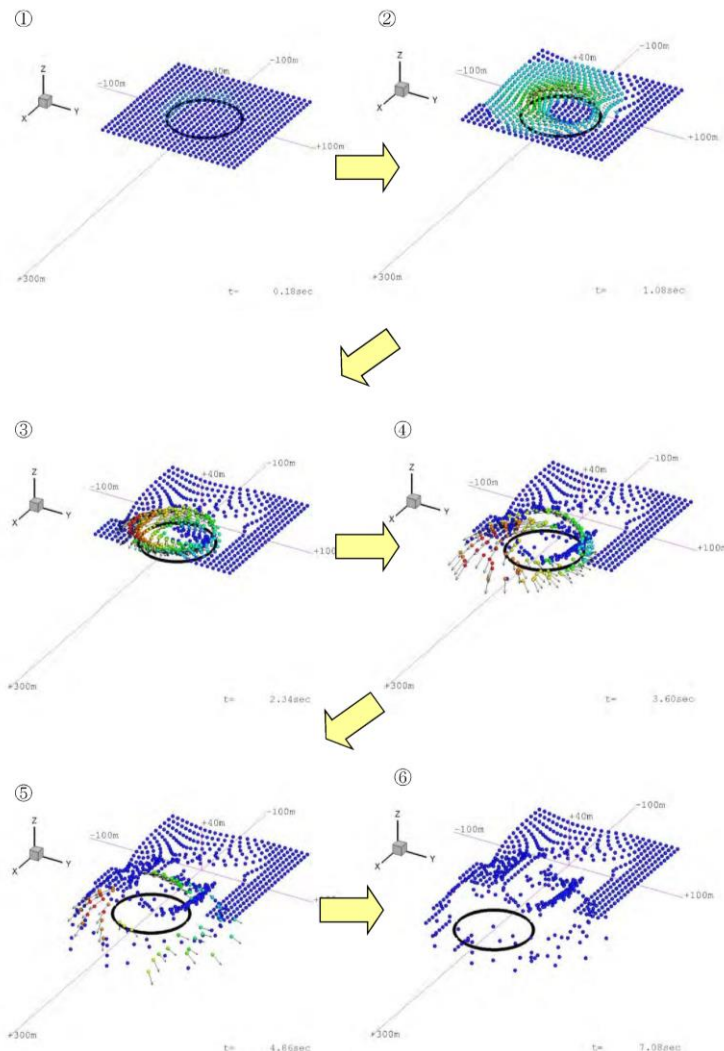 ①
Z
X
Y
-100m
+40m
-100m
+100m
+300m
t= 0.18sec
②
Z
X
Y
-100m
+40m
-100m
+100m
+300m
t= 1.08sec
③
Z
X
Y
-100m
+40m
-100m
+100
+300m
t= 2.34sec
④
Z
X
Y
-100m
+40m
-100m
+100m
+300m
t= 3.60sec
⑤
Z
X
Y
-100m
+40m
-100m
+100
+300m
t= 4.86sec
⑥
Z
X
Y
-100m
+40m
-100m
+100m
+300m
t= 7.08sec